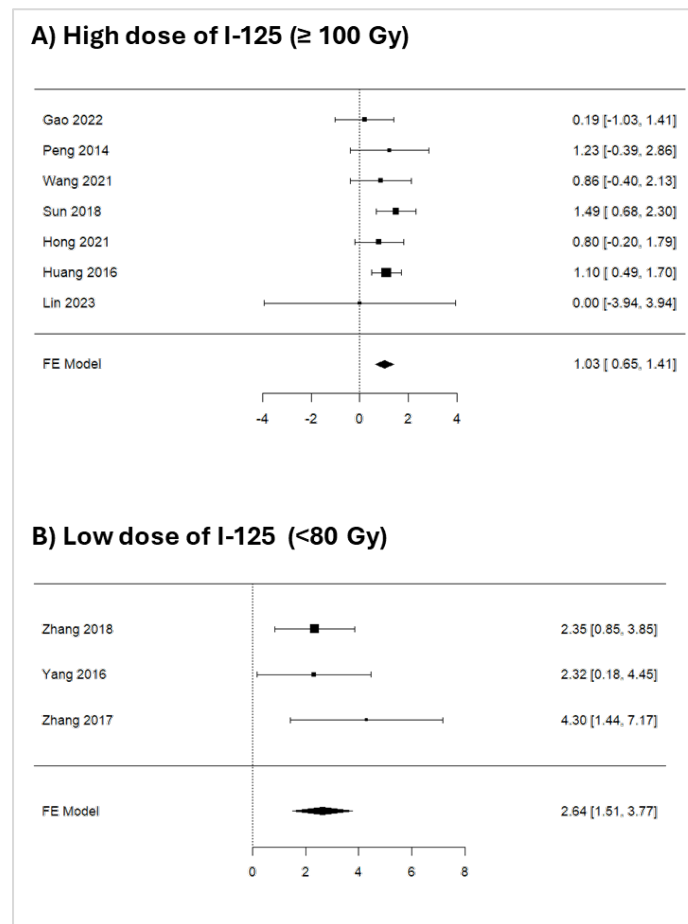 A) High dose of I-125 (≥ 100 Gy)
Gao 2022 0.19 [-1.03, 1.41]
Peng 2014 1.23 [-0.39, 2.86]
Wang 2021 0.86 [-0.40, 2.13]
Sun 2018 1.49 [ 0.68, 2.30]
Hong 2021 0.80 [-0.20, 1.79]
Huang 2016 1.10 [ 0.49, 1.70]
Lin 2023 0.00 [-3.94, 3.94]
FE Model 1.03 [ 0.65, 1.41]
-4 -2 0 2 4
B) Low dose of I-125 (<80 Gy)
Zhang 2018 2.35 [0.85, 3.85]
Yang 2016 2.32 [0.18, 4.45]
Zhang 2017 4.30 [1.44, 7.17]
FE Model 2.64 [1.51, 3.77]
0 2 4 6 8